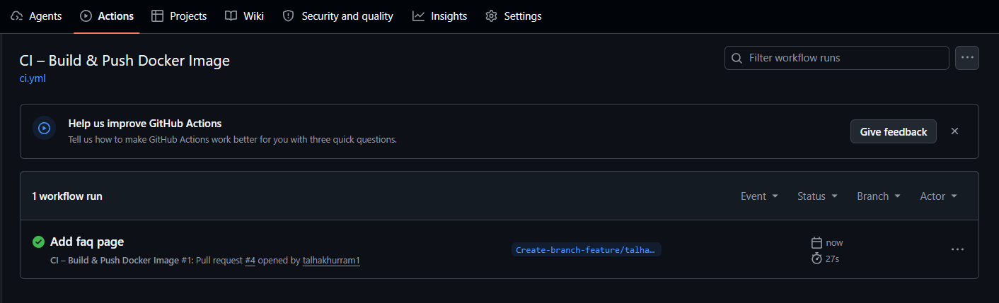 Agents Actions Projects Wiki Security and quality Insights Settings
CI – Build & Push Docker Image
ci.yml
Filter workflow runs
Help us improve GitHub Actions
Tell us how to make GitHub Actions work better for you with three quick questions.
Give feedback
1 workflow run
Event Status Branch Actor
Add faq page
CI – Build & Push Docker Image #1: Pull request #4 opened by talhakhurram1
Create-branch-feature/talha…
now
27s